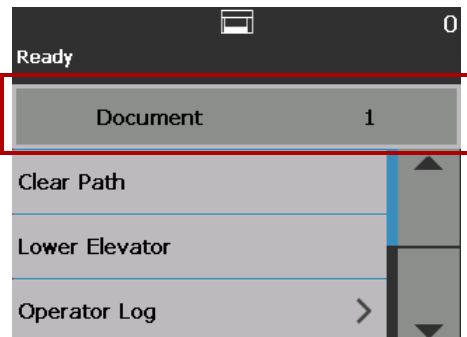 0
Ready
Document 1
Clear Path
Lower Elevator
Operator Log